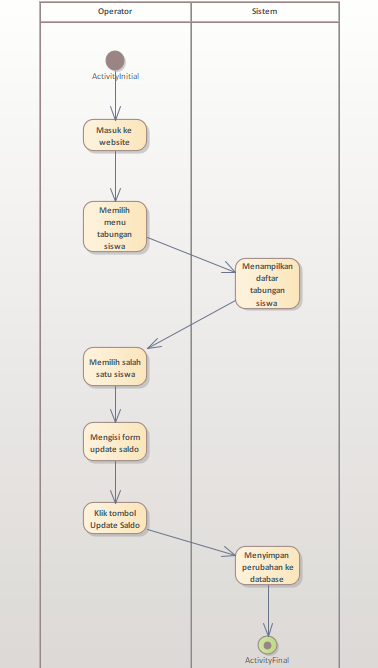 Operator
Sistem
ActivityInitial
Masuk ke
website
Memilih
menu
tabungan
siswa
Menampilkan
daftar
tabungan
siswa
Memilih salah
satu siswa
Mengisi form
update saldo
Klik tombol
Update Saldo
Menyimpan
perubahan ke
database
ActivityFinal